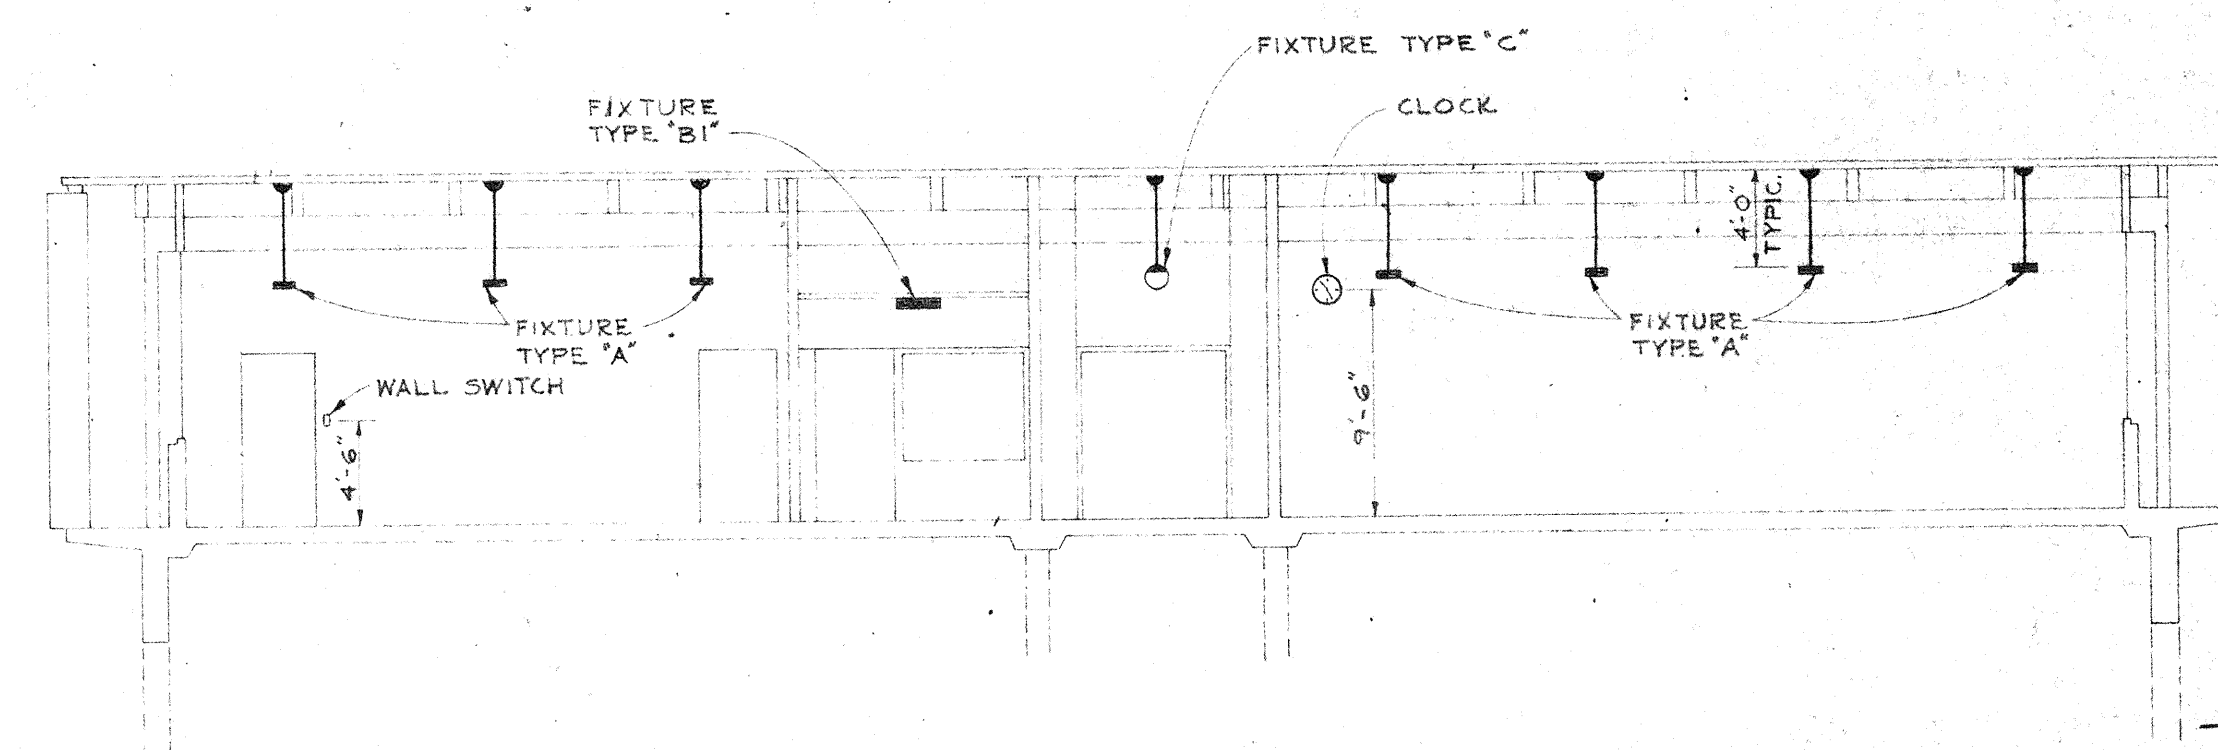 FIXTURE TYPE "C"
CLOCK
FIXTURE
TYPE "B1"
4'-0"
TYPIC.
FIXTURE
TYPE "A"
FIXTURE
TYPE "A"
WALL SWITCH
4'-6"
9'-6"